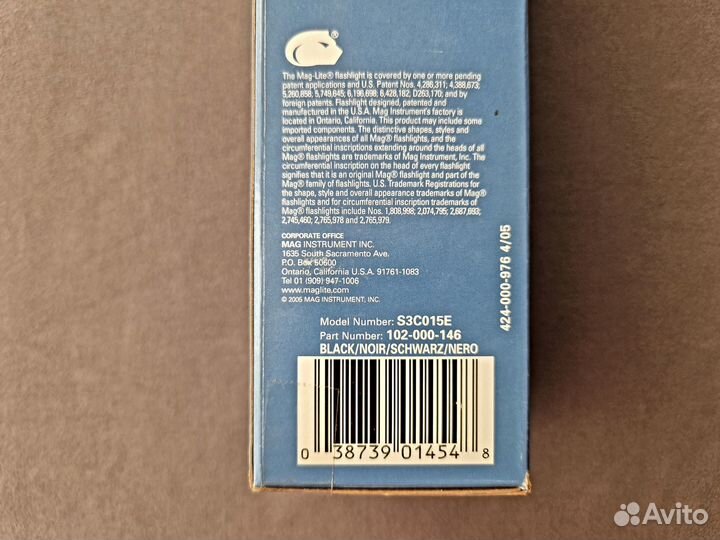 The Mag-Lite® flashlight is covered by one or more pending
patent applications and U.S. Patent Nos. 4,286,311; 4,388,673;
5,260,858; 5,749,645; 6,196,698; 6,428,182; D263,170; and by
foreign patents. Flashlight designed, patented and
manufactured in the U.S.A. Mag Instrument's factory is
located in Ontario, California. This product may include some
imported components. The distinctive shapes, styles and
overall appearances of all Mag® flashlights, and the
circumferential inscriptions extending around the heads of all
Mag® flashlights are trademarks of Mag Instrument, Inc. The
circumferential inscription on the head of every flashlight
signifies that it is an original Mag® flashlight and part of the
Mag® family of flashlights. U.S. Trademark Registrations for
the shape, style and overall appearance trademarks of Mag®
flashlights and for circumferential inscription trademarks of
Mag® flashlights include Nos. 1,808,998; 2,074,795; 2,687,693;
2,745,460; 2,765,978 and 2,765,979.
CORPORATE OFFICE
MAG INSTRUMENT INC.
1635 South Sacramento Ave.
P.O. Box 50600
Ontario, California U.S.A. 91761-1083
Tel 01 (909) 947-1006
www.maglite.com
© 2005 MAG INSTRUMENT, INC.
424-000-976 4/05
Model Number: S3C015E
Part Number: 102-000-146
BLACK/NOIR/SCHWARZ/NERO
0 38739 01454 8
Avito